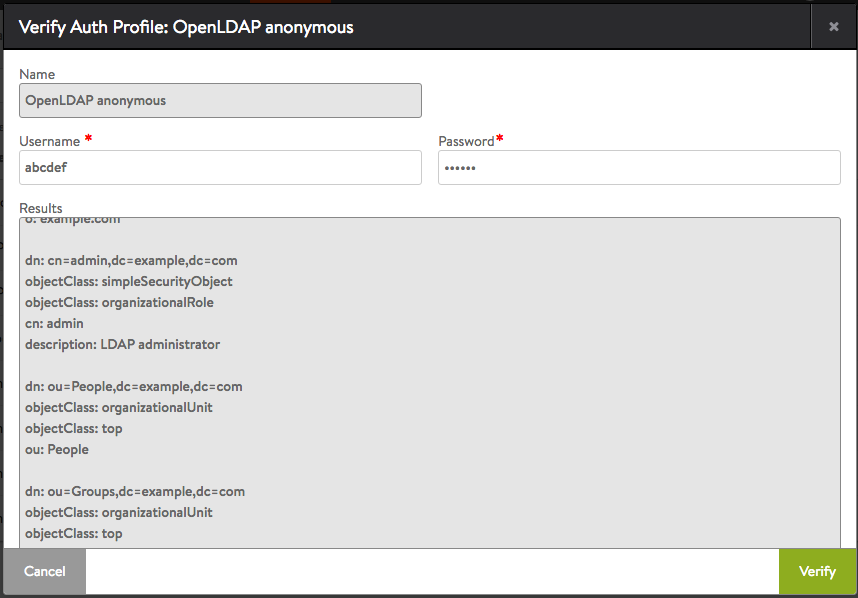 Verify Auth Profile: OpenLDAP anonymous
Name
OpenLDAP anonymous
Username *
Password*
abcdef
••••••
Results
o: example.com
dn: cn=admin,dc=example,dc=com
objectClass: simpleSecurityObject
objectClass: organizationalRole
cn: admin
description: LDAP administrator
dn: ou=People,dc=example,dc=com
objectClass: organizationalUnit
objectClass: top
ou: People
dn: ou=Groups,dc=example,dc=com
objectClass: organizationalUnit
objectClass: top
Cancel
Verify